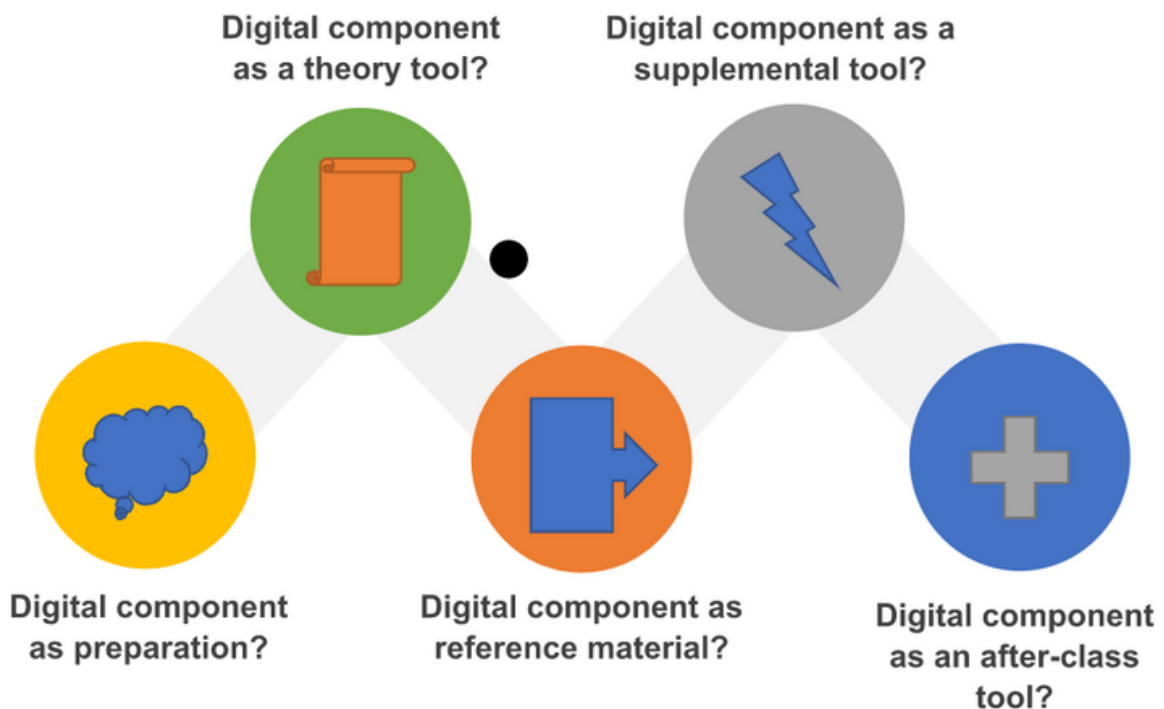 Digital component
as a theory tool?
Digital component as a
supplemental tool?
Digital component
as preparation?
Digital component as
reference material?
Digital component
as an after-class
tool?